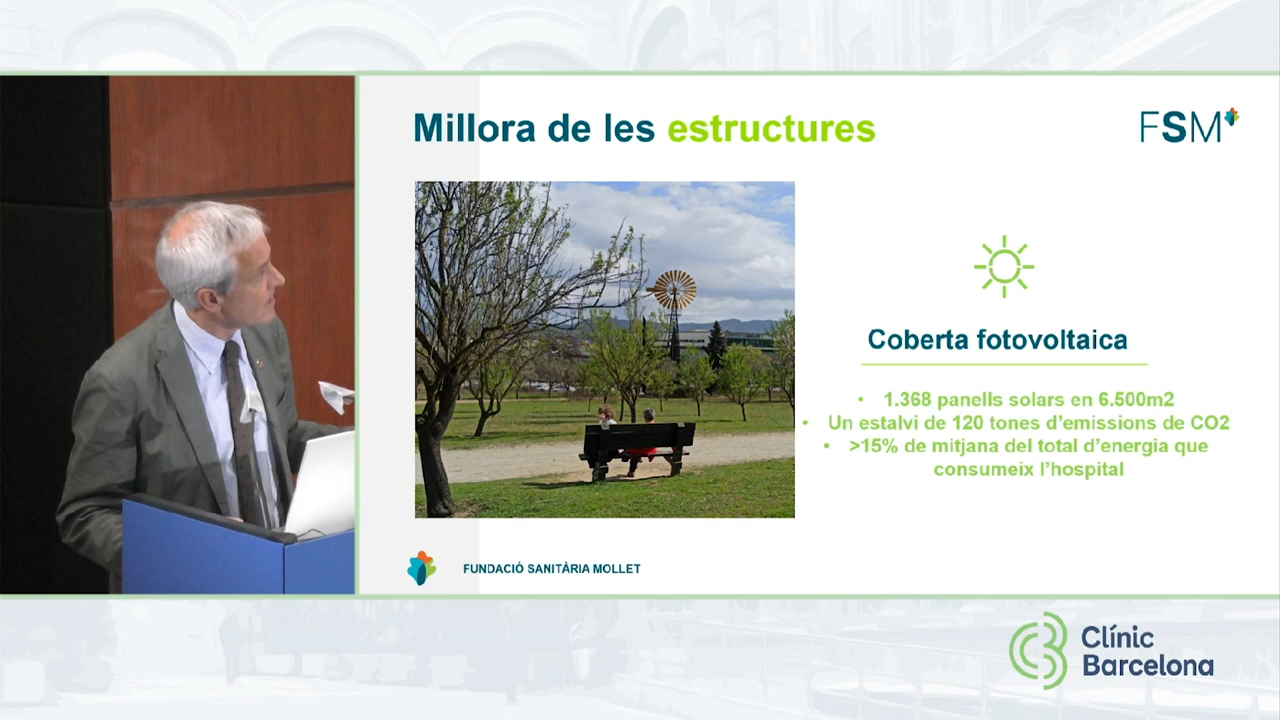 Millora de les estructures
FSM
Coberta fotovoltaica
• 1.368 panells solars en 6.500m2
• Un estalvi de 120 tones d'emissions de CO2
• >15% de mitjana del total d'energia que
consumeix l'hospital
FUNDACIÓ SANITÀRIA MOLLET
Clínic
Barcelona